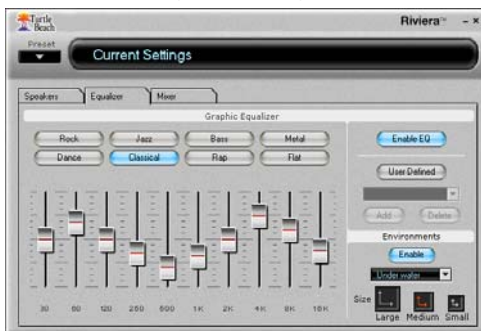 Turtle Beach
Riviera™
Preset
Current Settings
Speakers Equalizer Mixer
Graphic Equalizer
Rock Jazz Bass Metal
Dance Classical Rap Flat
Enable EQ
User Defined
Add Delete
Environments
Enable
Under water
Size
Large Medium Small
30 60 120 250 500 1K 2K 4K 8K 16K